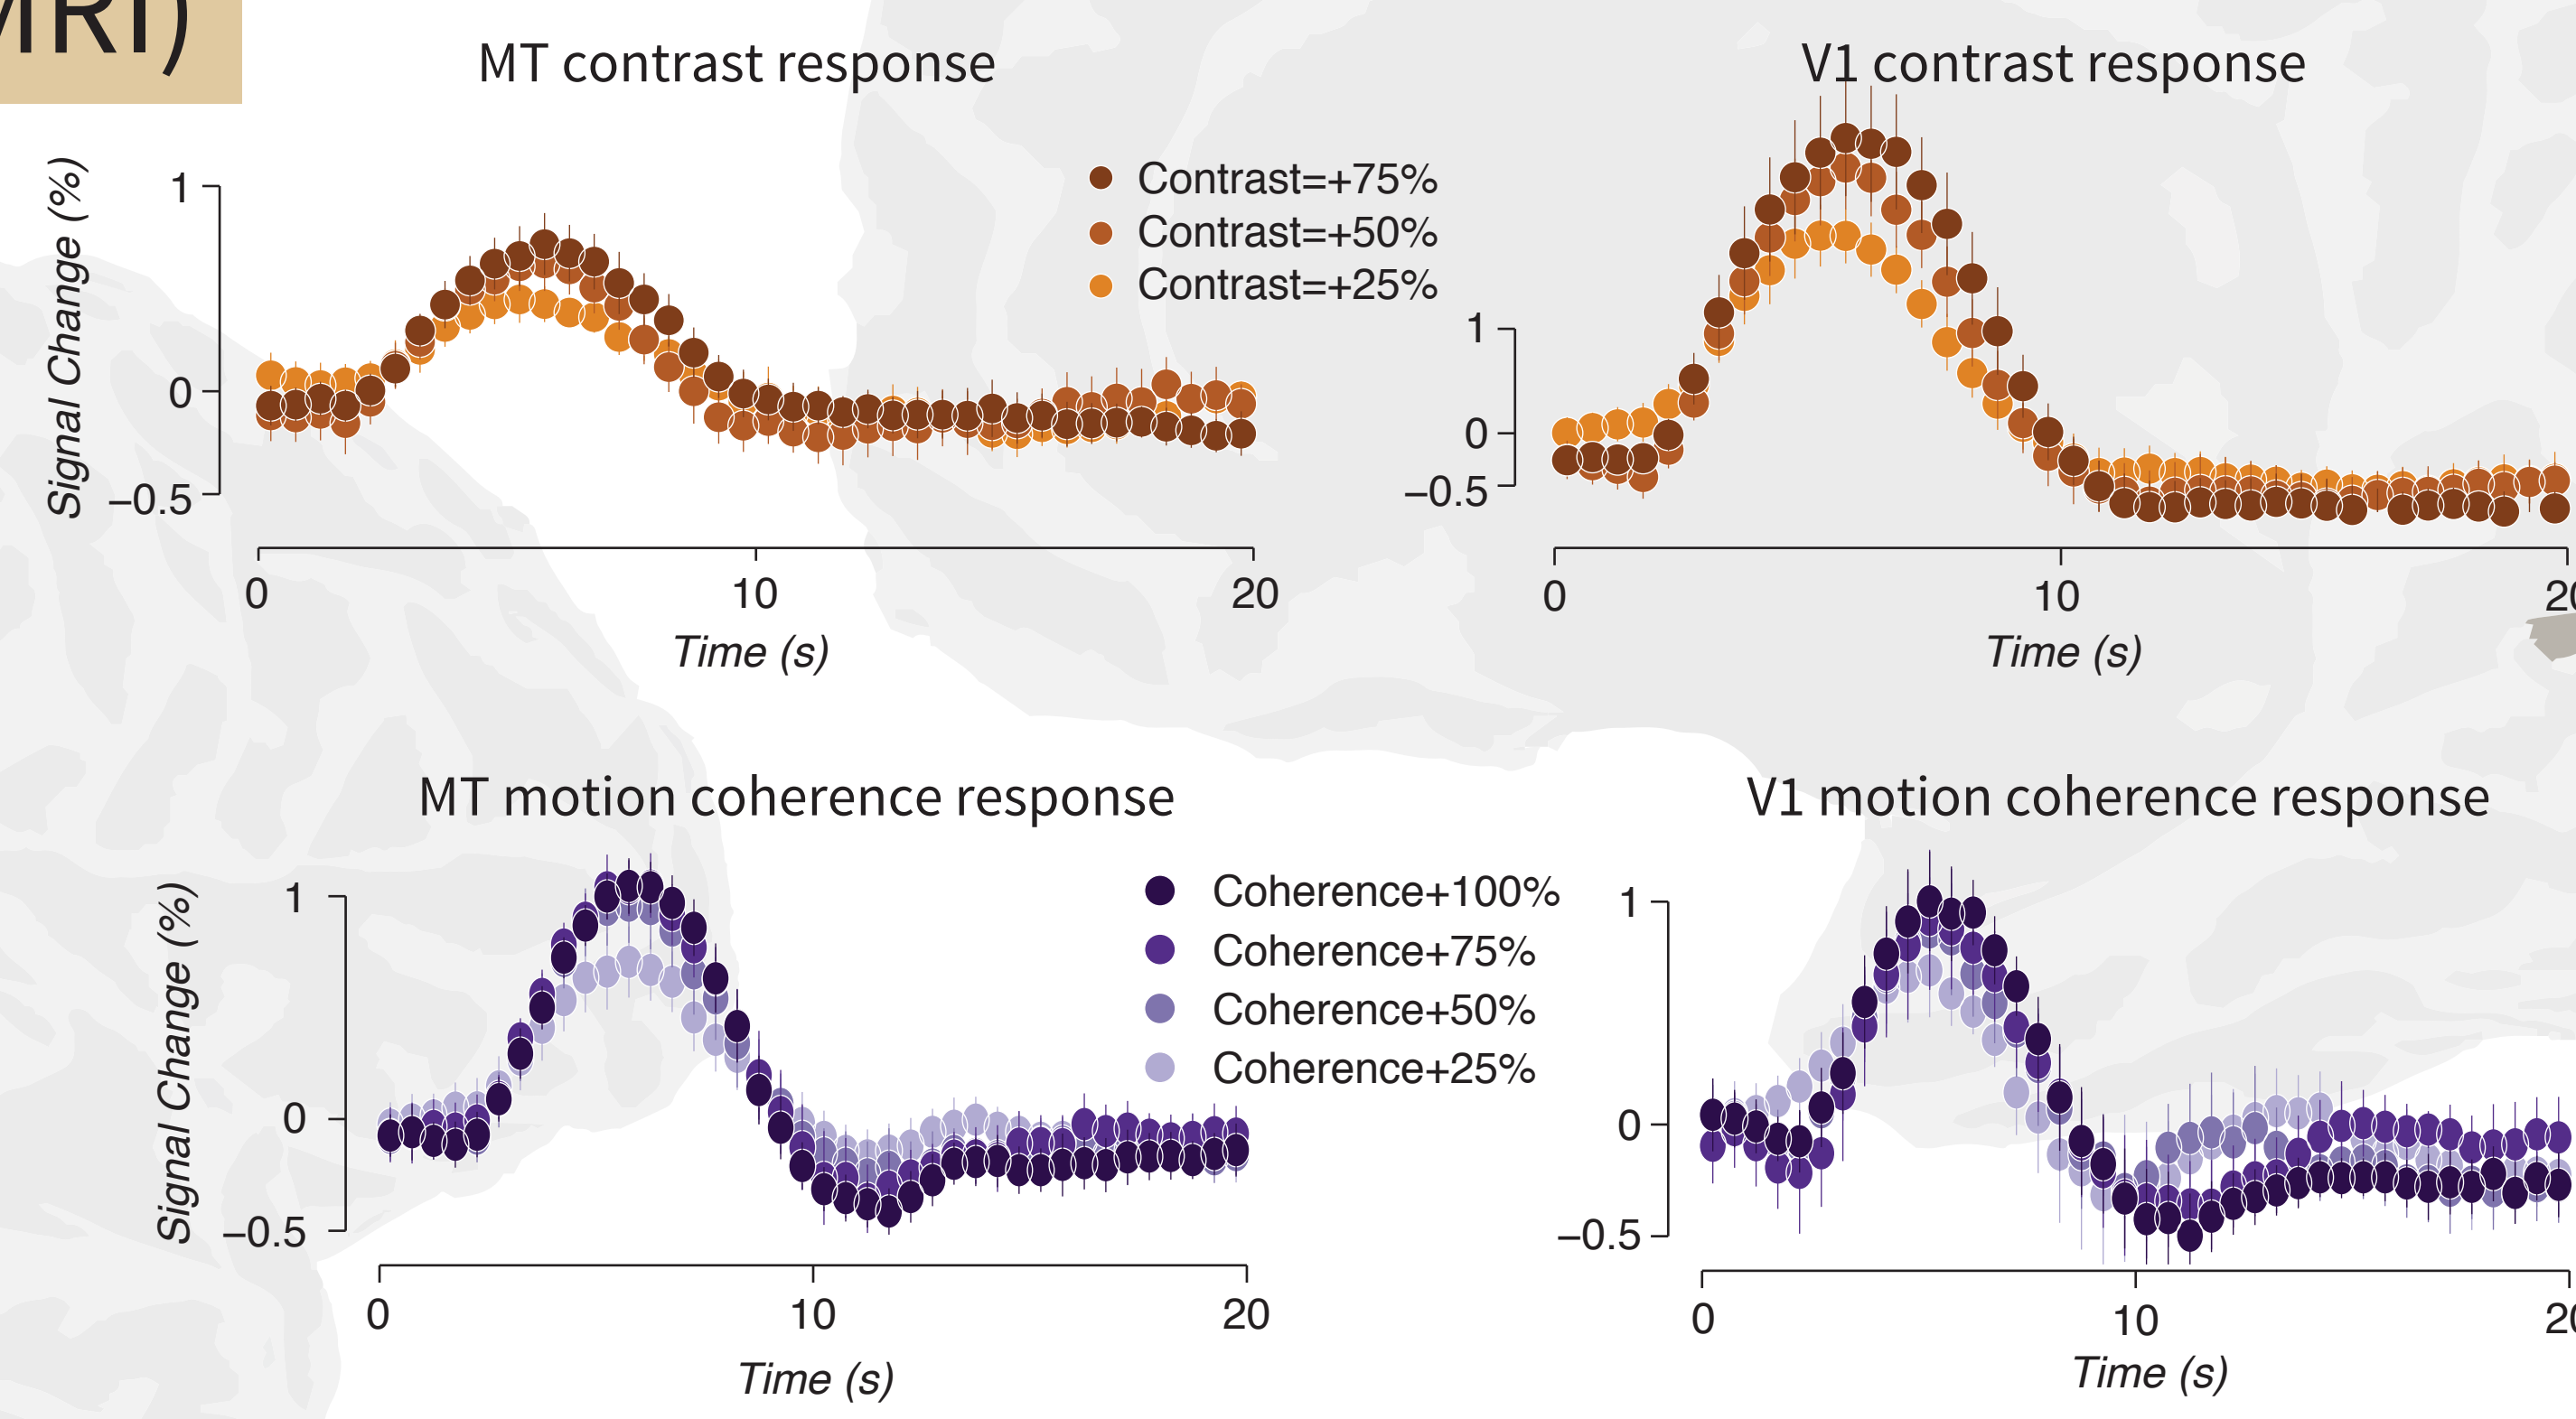 MRI)
MT contrast response
V1 contrast response
Signal Change (%)
1
0
−0.5
Contrast=+75%
Contrast=+50%
Contrast=+25%
1
0
−0.5
0
10
20
Time (s)
0
10
20
Time (s)
MT motion coherence response
V1 motion coherence response
Signal Change (%)
1
0
−0.5
Coherence+100%
Coherence+75%
Coherence+50%
Coherence+25%
1
0
−0.5
0
10
20
Time (s)
0
10
20
Time (s)